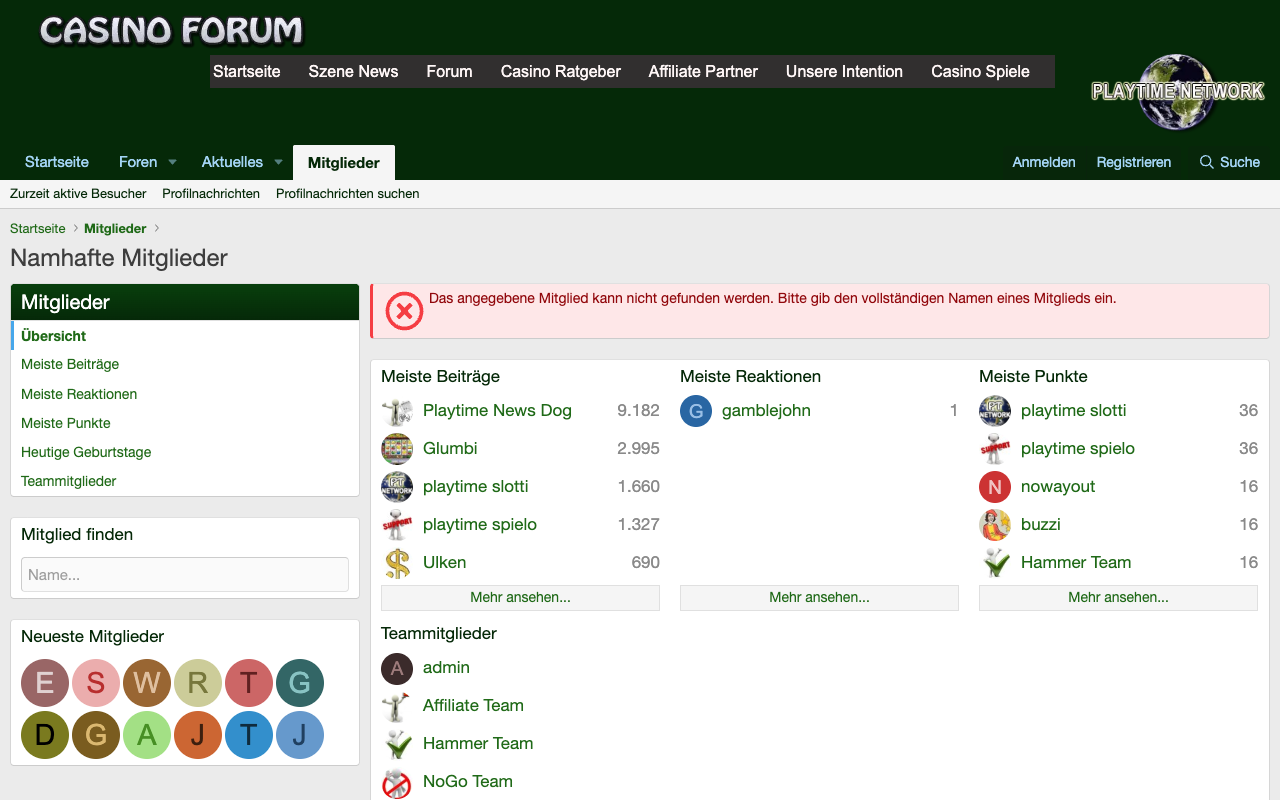 CASINO FORUM
Startseite Szene News Forum Casino Ratgeber Affiliate Partner Unsere Intention Casino Spiele
PLAYTIME NETWORK
Startseite Foren Aktuelles Mitglieder Anmelden Registrieren Suche
Zurzeit aktive Besucher Profilnachrichten Profilnachrichten suchen
Startseite Mitglieder
Namhafte Mitglieder
Mitglieder
Übersicht
Meiste Beiträge
Meiste Reaktionen
Meiste Punkte
Heutige Geburtstage
Teammitglieder
Mitglied finden
Name...
Neueste Mitglieder
E S W R T G
D G A J T J
Das angegebene Mitglied kann nicht gefunden werden. Bitte gib den vollständigen Namen eines Mitglieds ein.
Meiste Beiträge
Playtime News Dog 9.182
Glumbi 2.995
PT NETWORK playtime slotti 1.660
SUPPORT playtime spielo 1.327
Ulken 690
Mehr ansehen...
Meiste Reaktionen
G gamblejohn 1
Mehr ansehen...
Meiste Punkte
PT NETWORK playtime slotti 36
SUPPORT playtime spielo 36
N nowayout 16
buzzi 16
Hammer Team 16
Mehr ansehen...
Teammitglieder
A admin
Affiliate Team
Hammer Team
NoGo Team